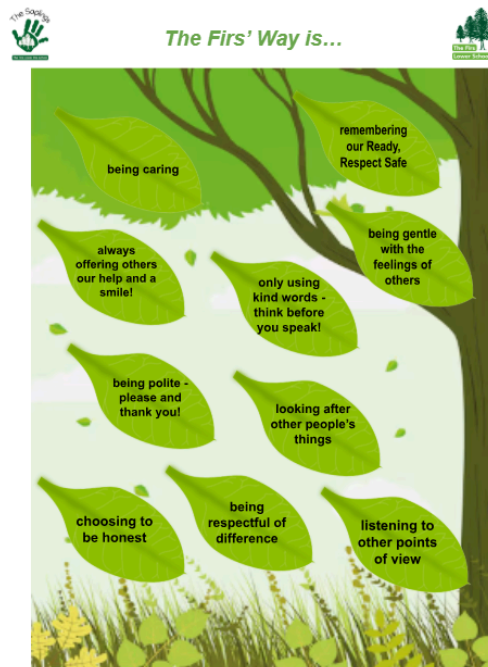 The Saplings
The Firs' Way is...
The Firs
Lower School
being caring
remembering
our Ready,
Respect Safe
always
offering others
our help and a
smile!
being gentle
with the
feelings of
others
only using
kind words -
think before
you speak!
being polite -
please and
thank you!
looking after
other people's
things
choosing to
be honest
being
respectful of
difference
listening to
other points
of view